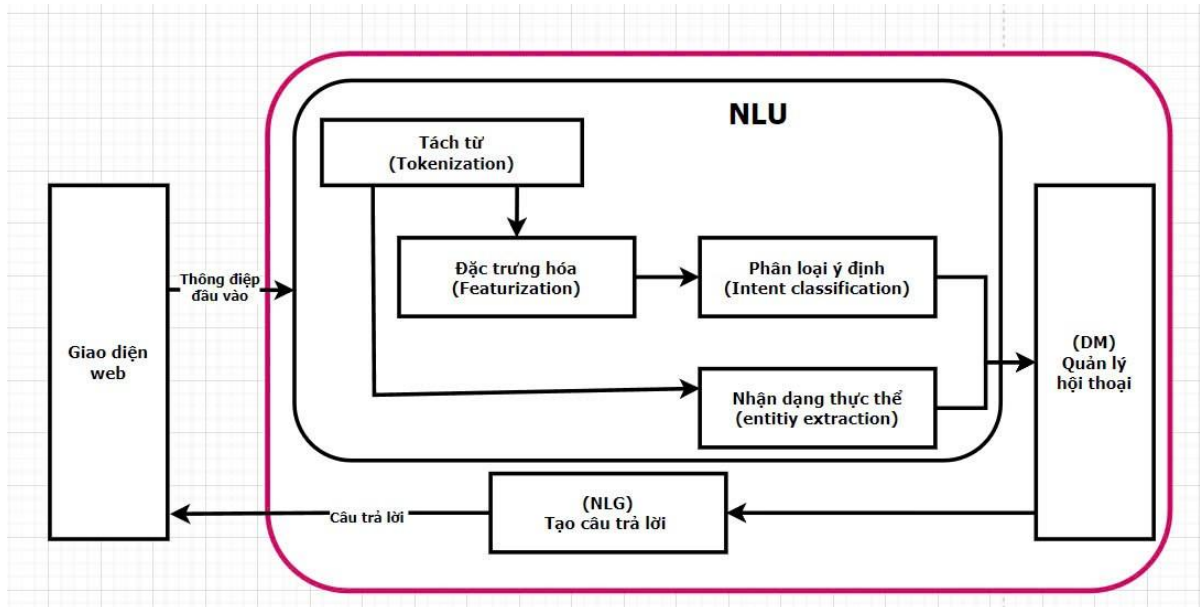 NLU
Tách từ
(Tokenization)
Đặc trưng hóa
(Featurization)
Phân loại ý định
(Intent classification)
Thông điệp
đầu vào
Giao diện
web
(DM)
Quản lý
hội thoại
Nhận dạng thực thể
(entitiy extraction)
(NLG)
Tạo câu trả lời
Câu trả lời